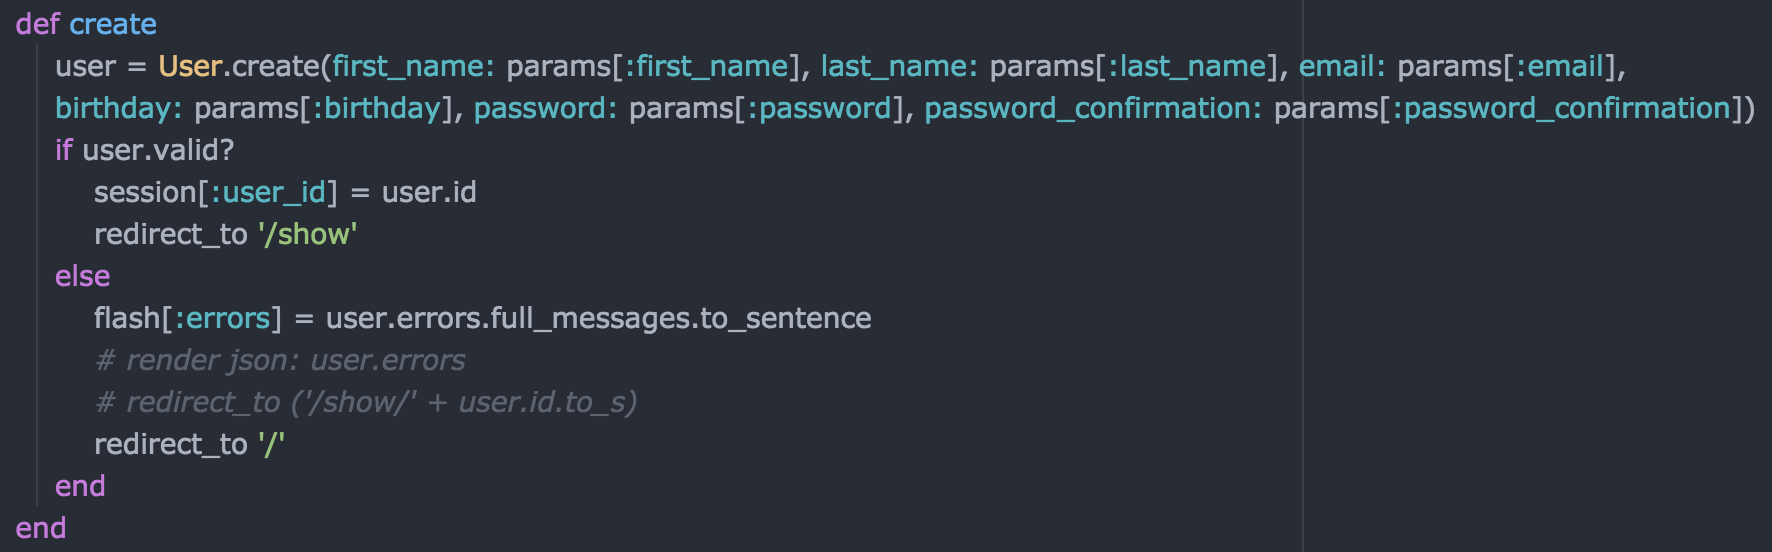 def create
user = User.create(first_name: params[:first_name], last_name: params[:last_name], email: params[:email],
birthday: params[:birthday], password: params[:password], password_confirmation: params[:password_confirmation])
if user.valid?
session[:user_id] = user.id
redirect_to '/show'
else
flash[:errors] = user.errors.full_messages.to_sentence
# render json: user.errors
# redirect_to ('/show/' + user.id.to_s)
redirect_to '/'
end
end